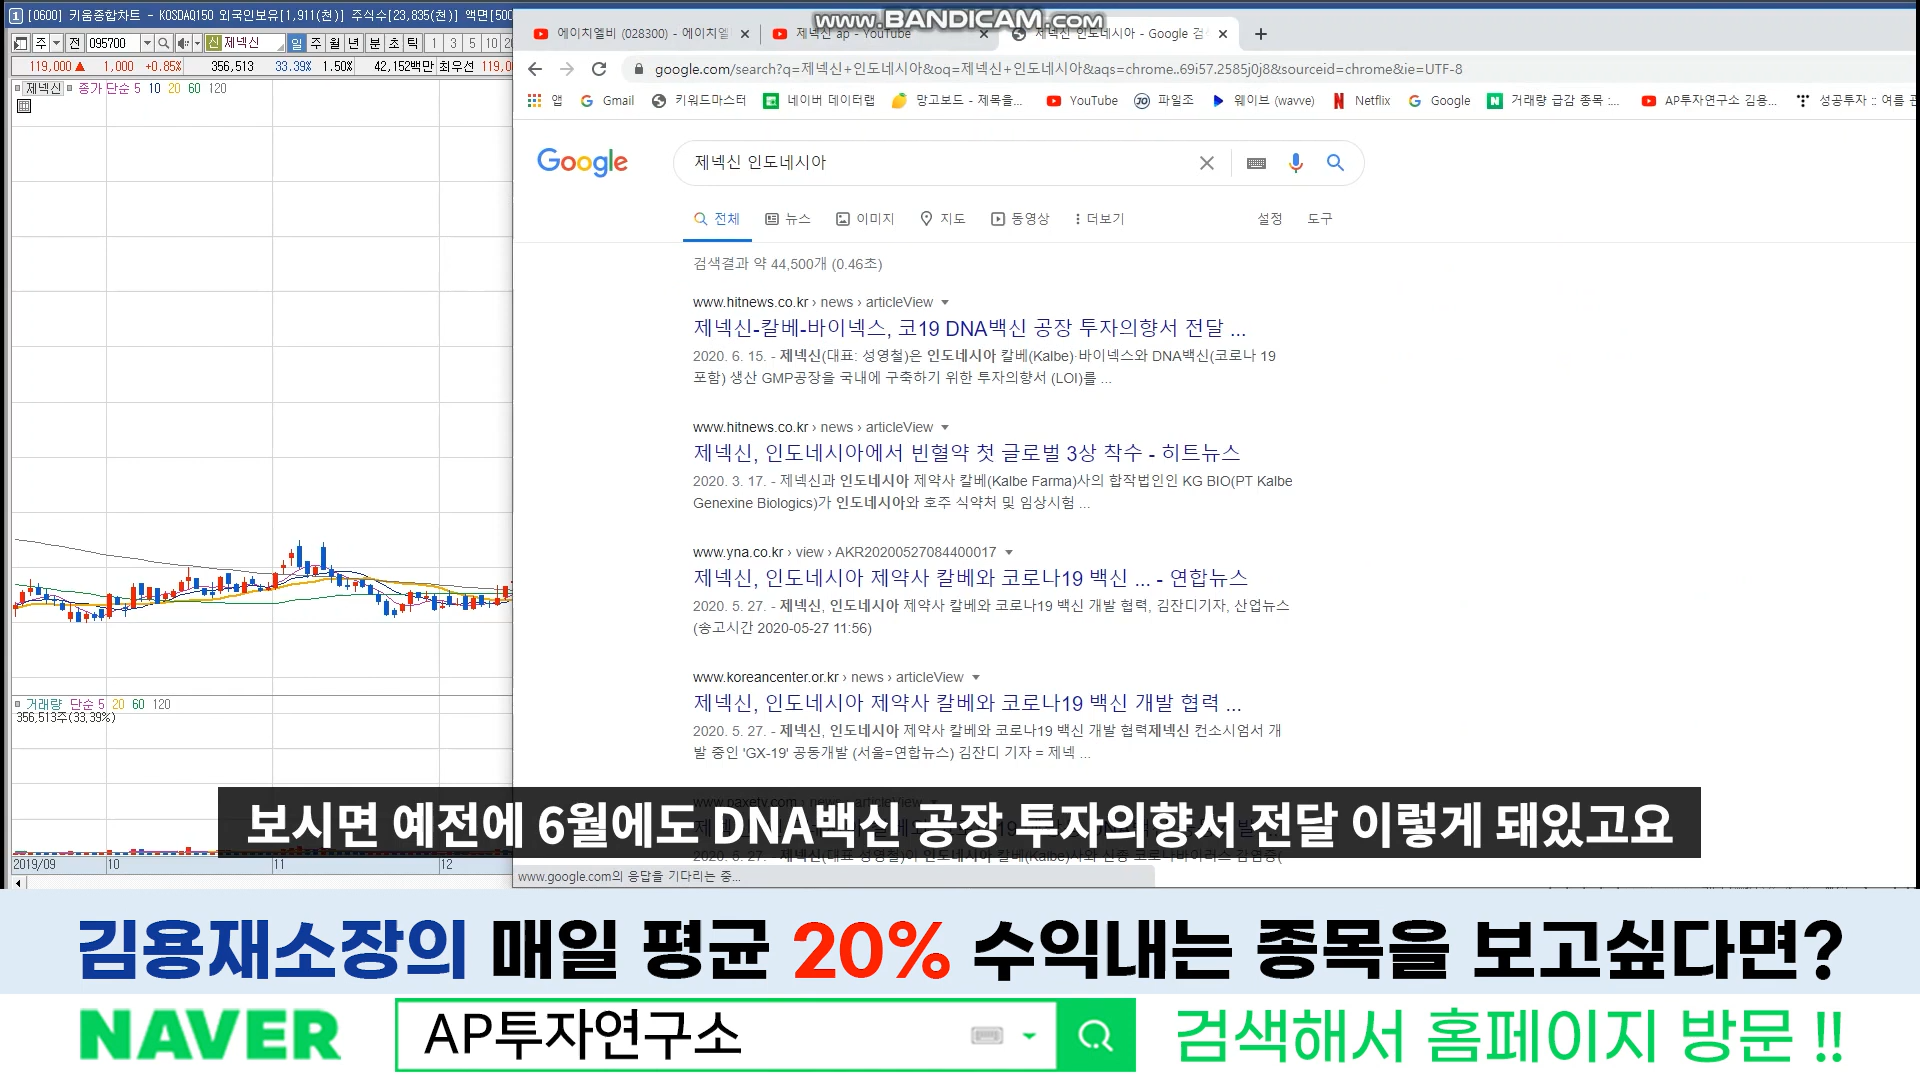 www.BANDICAM.com
1 [0600] 키움종합차트 - KOSDAQ150 외국인보유[1,911(천)] 주식수[23,835(천)] 액면[500
주 전 095700 신 제넥신 일 주 월 년 분 초 틱 1 3 5 10
119,000 ▲ 1,000 +0.85% 356,513 33.39% 1.50% 42,152백만 최우선 119,0
제넥신 종가 단순 5 10 20 60 120
거래량 단순 5 20 60 120
356,513주(33,39%)
2019/09 10 11 12
에이치엘비 (028300) - 에이치엘
제넥신 ap - YouTube
제넥신 인도네시아 - Google 검
google.com/search?q=제넥신+인도네시아&oq=제넥신+인도네시아&aqs=chrome..69i57.2585j0j8&sourceid=chrome&ie=UTF-8
앱 Gmail 키워드마스터 네이버 데이터랩 망고보드 - 제목을... YouTube 파일조 웨이브 (wavve) Netflix Google 거래량 급감 종목 :... AP투자연구소 김용... 성공투자 :: 여름
Google 제넥신 인도네시아
전체 뉴스 이미지 지도 동영상 더보기 설정 도구
검색결과 약 44,500개 (0.46초)
www.hitnews.co.kr › news › articleView
제넥신-칼베-바이넥스, 코19 DNA백신 공장 투자의향서 전달 ...
2020. 6. 15. - 제넥신(대표: 성영철)은 인도네시아 칼베(Kalbe)·바이넥스와 DNA백신(코로나 19
포함) 생산 GMP공장을 국내에 구축하기 위한 투자의향서 (LOI)를 ...
www.hitnews.co.kr › news › articleView
제넥신, 인도네시아에서 빈혈약 첫 글로벌 3상 착수 - 히트뉴스
2020. 3. 17. - 제넥신과 인도네시아 제약사 칼베(Kalbe Farma)사의 합작법인인 KG BIO(PT Kalbe
Genexine Biologics)가 인도네시아와 호주 식약처 및 임상시험 ...
www.yna.co.kr › view › AKR20200527084400017
제넥신, 인도네시아 제약사 칼베와 코로나19 백신 ... - 연합뉴스
2020. 5. 27. - 제넥신, 인도네시아 제약사 칼베와 코로나19 백신 개발 협력, 김잔디기자, 산업뉴스
(송고시간 2020-05-27 11:56)
www.koreancenter.or.kr › news › articleView
제넥신, 인도네시아 제약사 칼베와 코로나19 백신 개발 협력 ...
2020. 5. 27. - 제넥신, 인도네시아 제약사 칼베와 코로나19 백신 개발 협력제넥신 컨소시엄서 개
발 중인 'GX-19' 공동개발 (서울=연합뉴스) 김잔디 기자 = 제넥 ...
보시면 예전에 6월에도 DNA백신 공장 투자의향서 전달 이렇게 돼있고요
www.google.com의 응답을 기다리는 중...
김용재소장의 매일 평균 20% 수익내는 종목을 보고싶다면?
NAVER AP투자연구소 검색해서 홈페이지 방문 !!